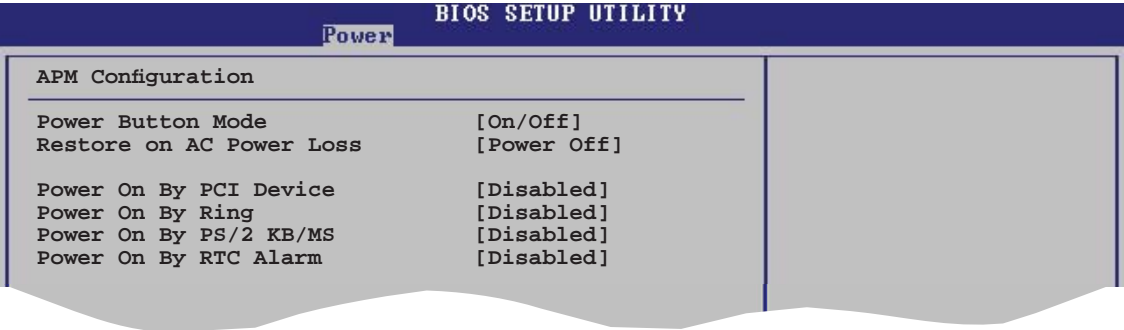 BIOS SETUP UTILITY
Power
APM Configuration
Power Button Mode [On/Off]
Restore on AC Power Loss [Power Off]
Power On By PCI Device [Disabled]
Power On By Ring [Disabled]
Power On By PS/2 KB/MS [Disabled]
Power On By RTC Alarm [Disabled]